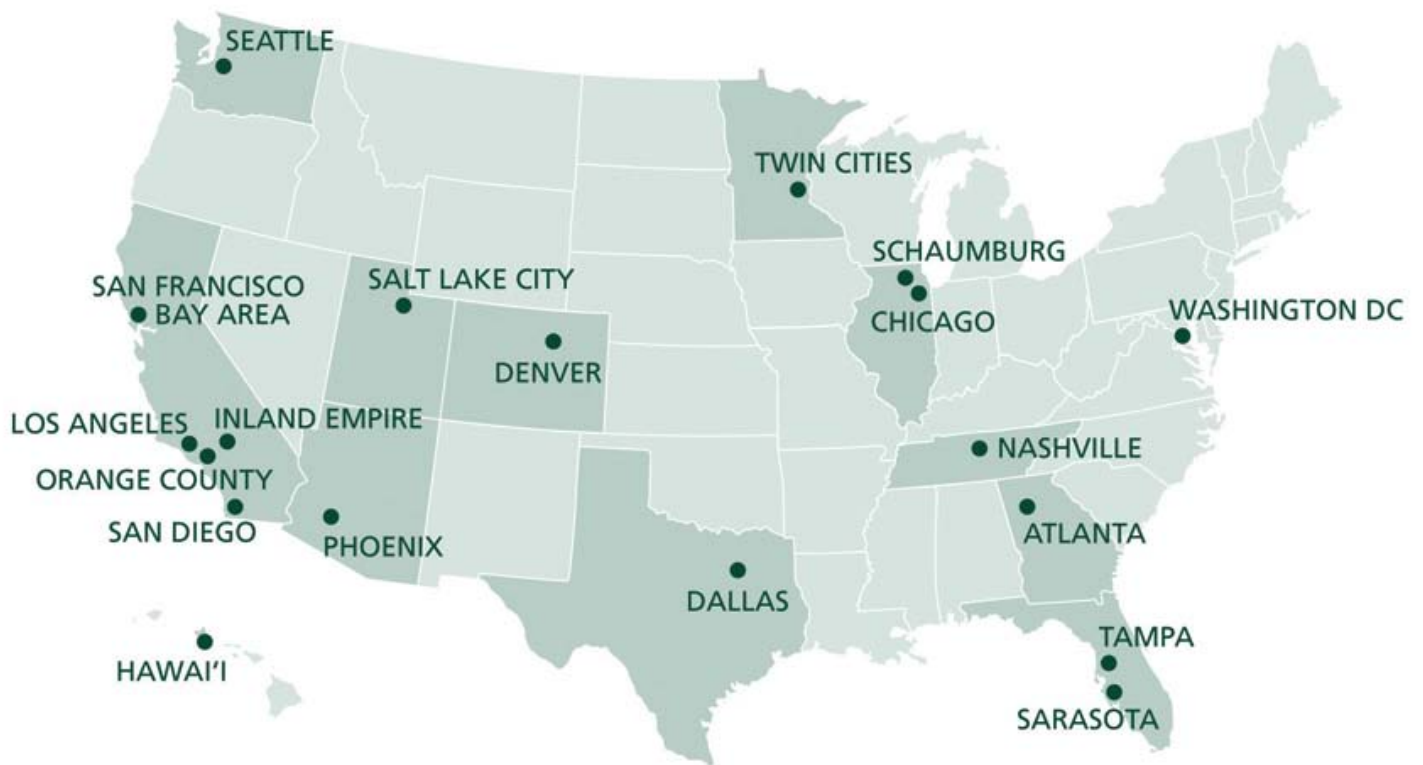 SEATTLE
TWIN CITIES
SCHAUMBURG
SALT LAKE CITY
SAN FRANCISCO
BAY AREA
CHICAGO
WASHINGTON DC
DENVER
LOS ANGELES
INLAND EMPIRE
NASHVILLE
ORANGE COUNTY
SAN DIEGO
PHOENIX
ATLANTA
DALLAS
TAMPA
HAWAI'I
SARASOTA